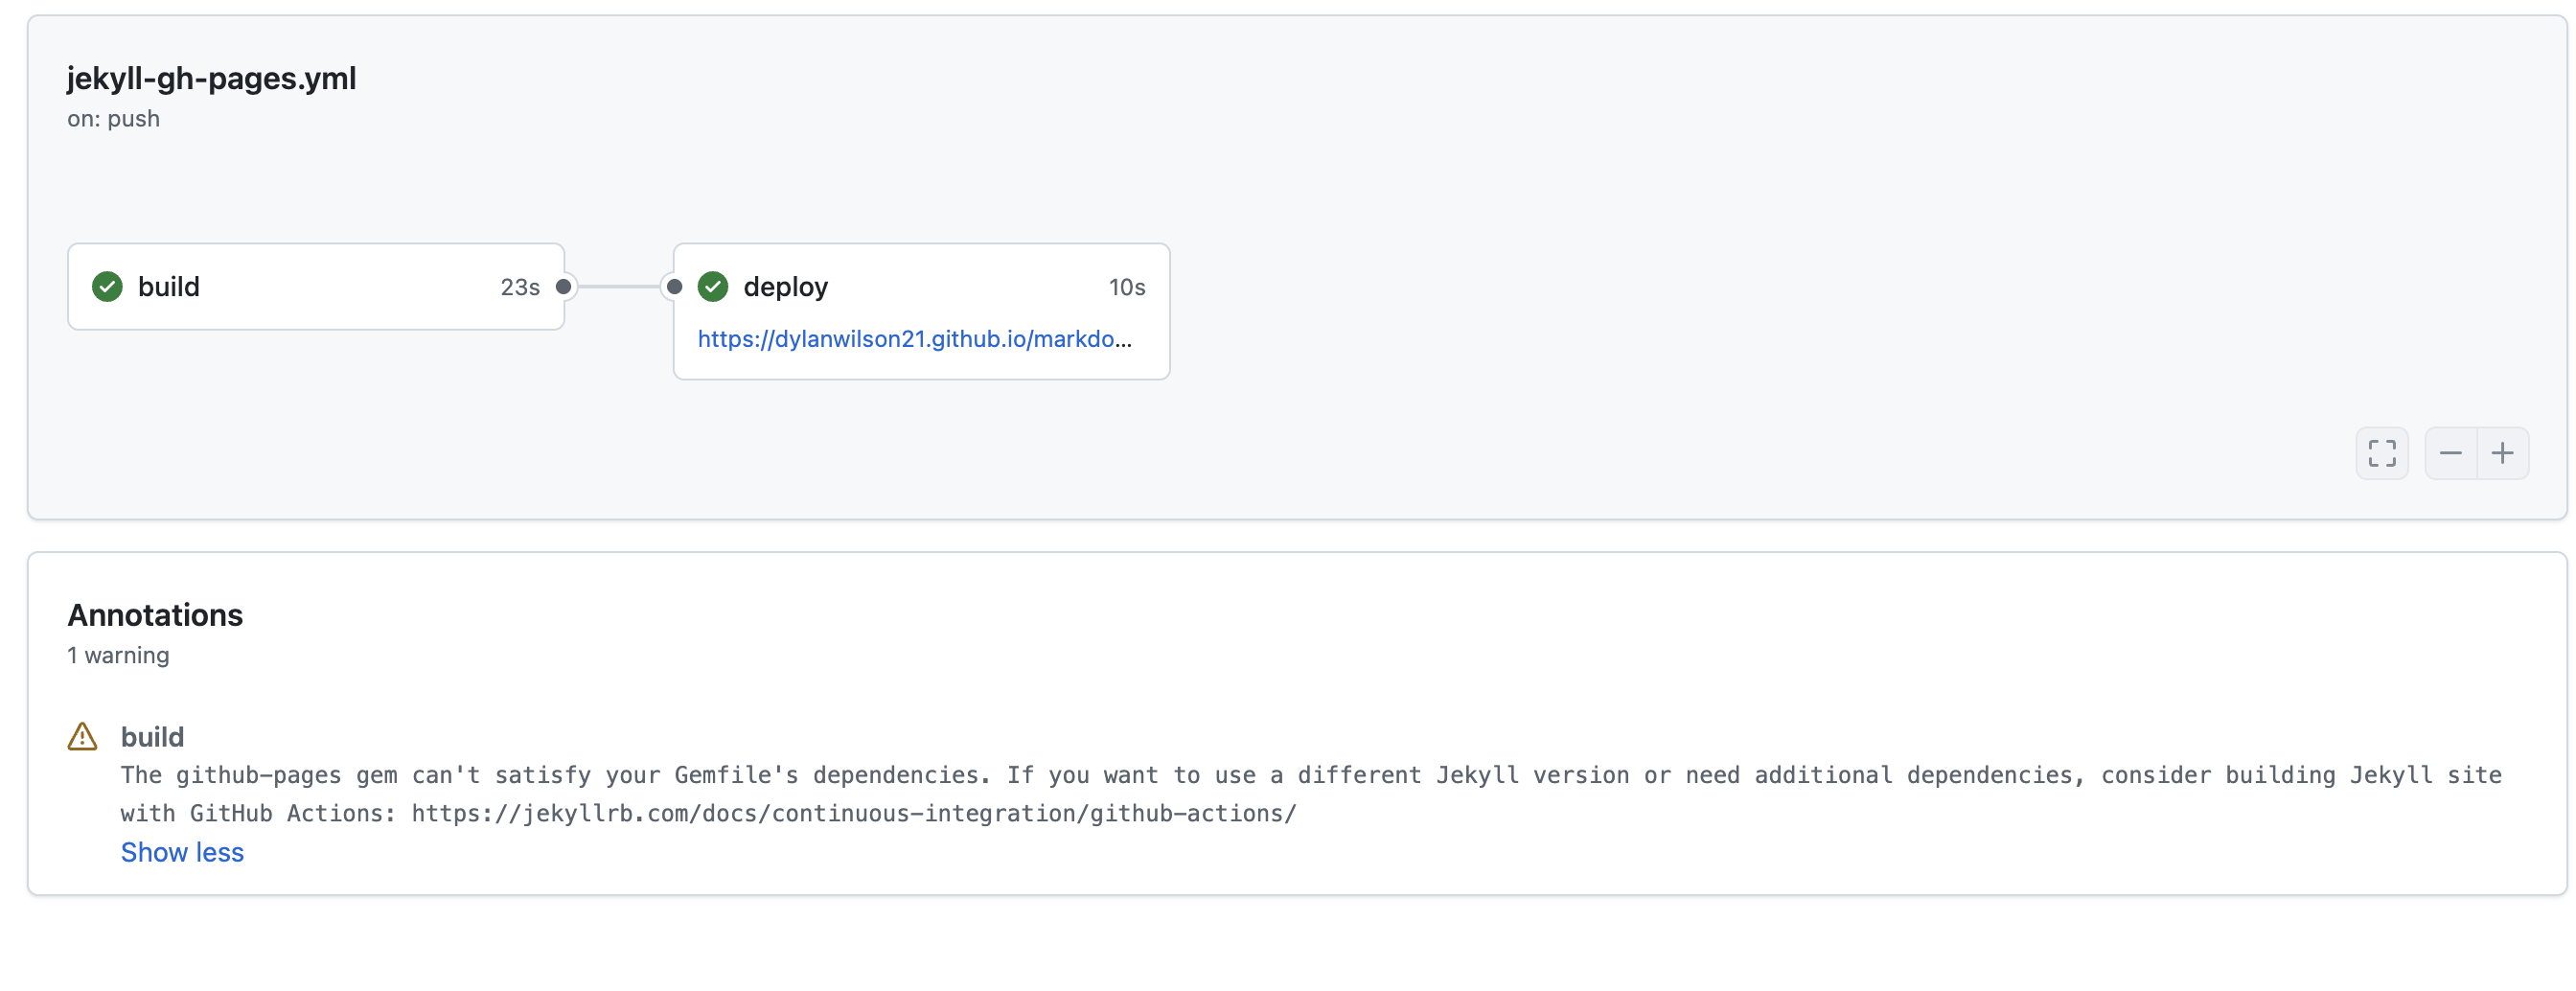 jekyll-gh-pages.yml
on: push
build 23s
deploy 10s
https://dylanwilson21.github.io/markdo...
Annotations
1 warning
build
The github-pages gem can't satisfy your Gemfile's dependencies. If you want to use a different Jekyll version or need additional dependencies, consider building Jekyll site
with GitHub Actions: https://jekyllrb.com/docs/continuous-integration/github-actions/
Show less